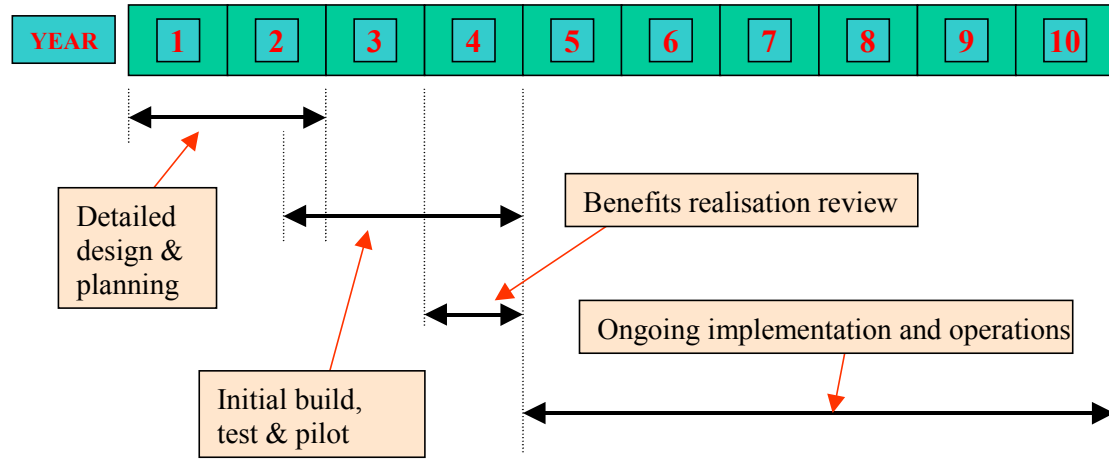 YEAR 1 2 3 4 5 6 7 8 9 10
Detailed
design &
planning
Benefits realisation review
Ongoing implementation and operations
Initial build,
test & pilot